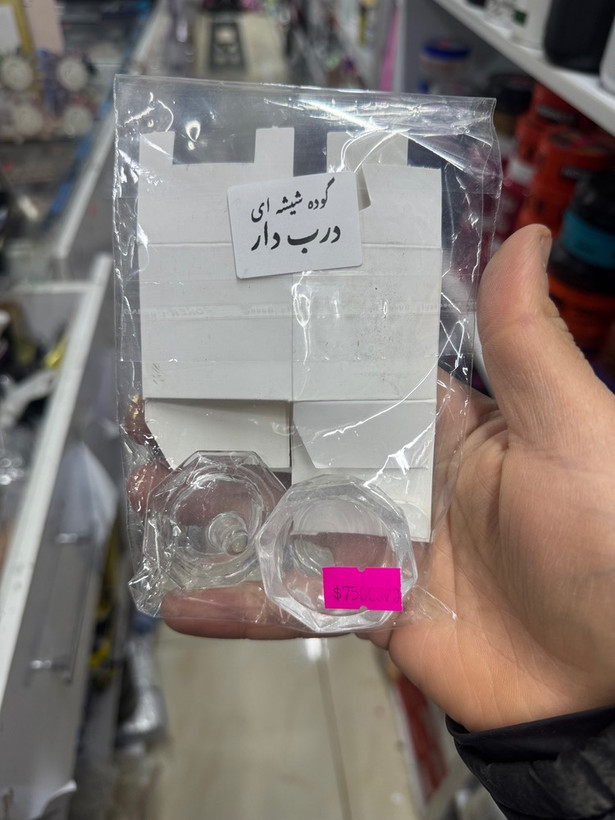 گوده شیشه ای
درب دار